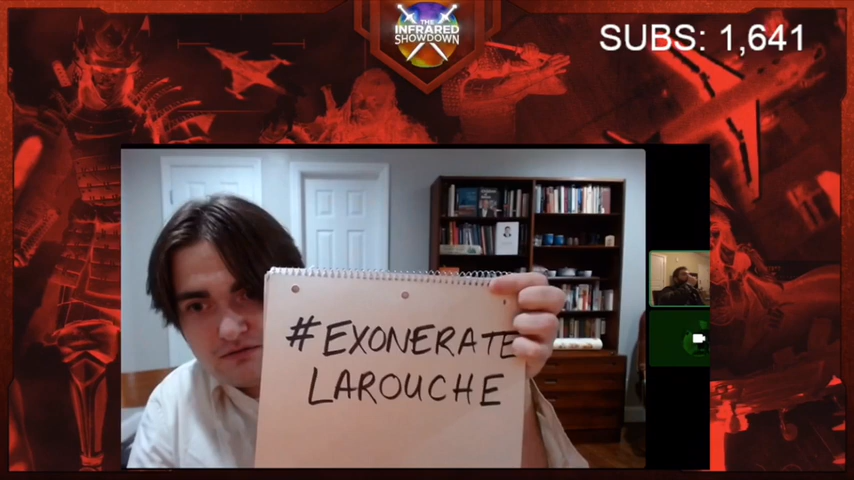 THE
INFRARED
SHOWDOWN
SUBS: 1,641
#EXONERATE
LAROUCHE